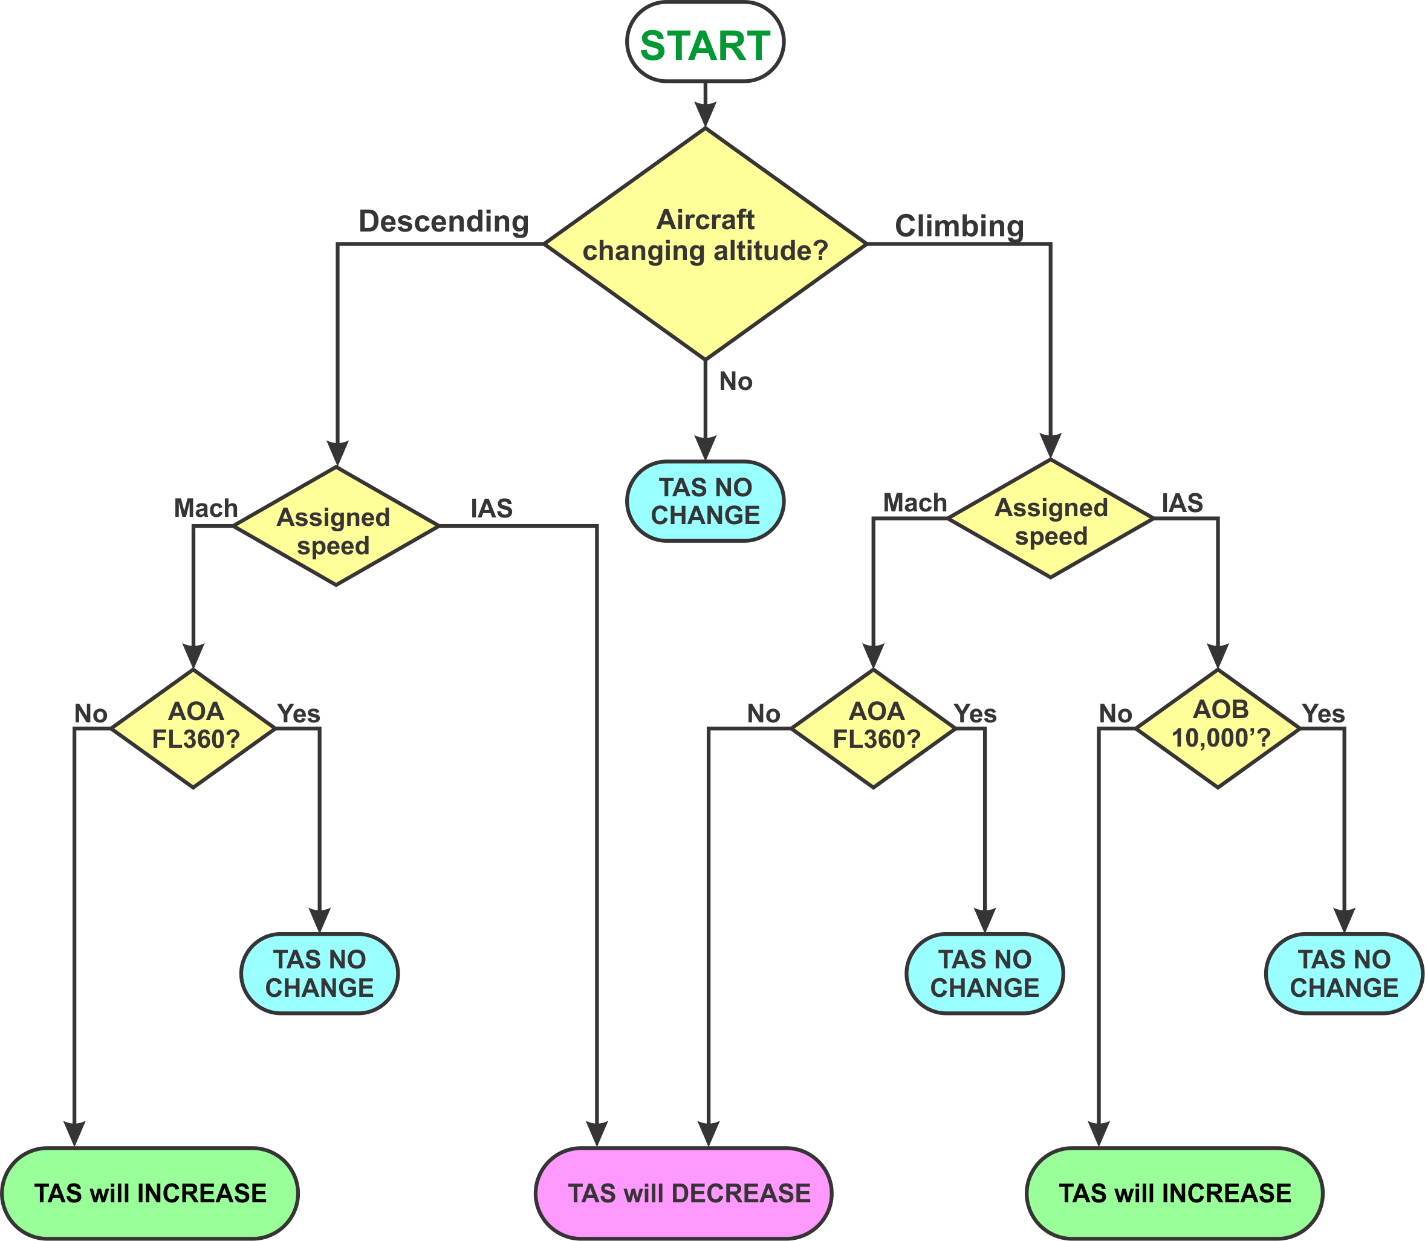 START
Aircraft
changing altitude?
Descending
Climbing
No
TAS NO
CHANGE
Mach
Assigned
speed
IAS
Mach
Assigned
speed
IAS
No
AOA
FL360?
Yes
No
AOA
FL360?
Yes
No
AOB
10,000’?
Yes
TAS NO
CHANGE
TAS NO
CHANGE
TAS NO
CHANGE
TAS will INCREASE
TAS will DECREASE
TAS will INCREASE